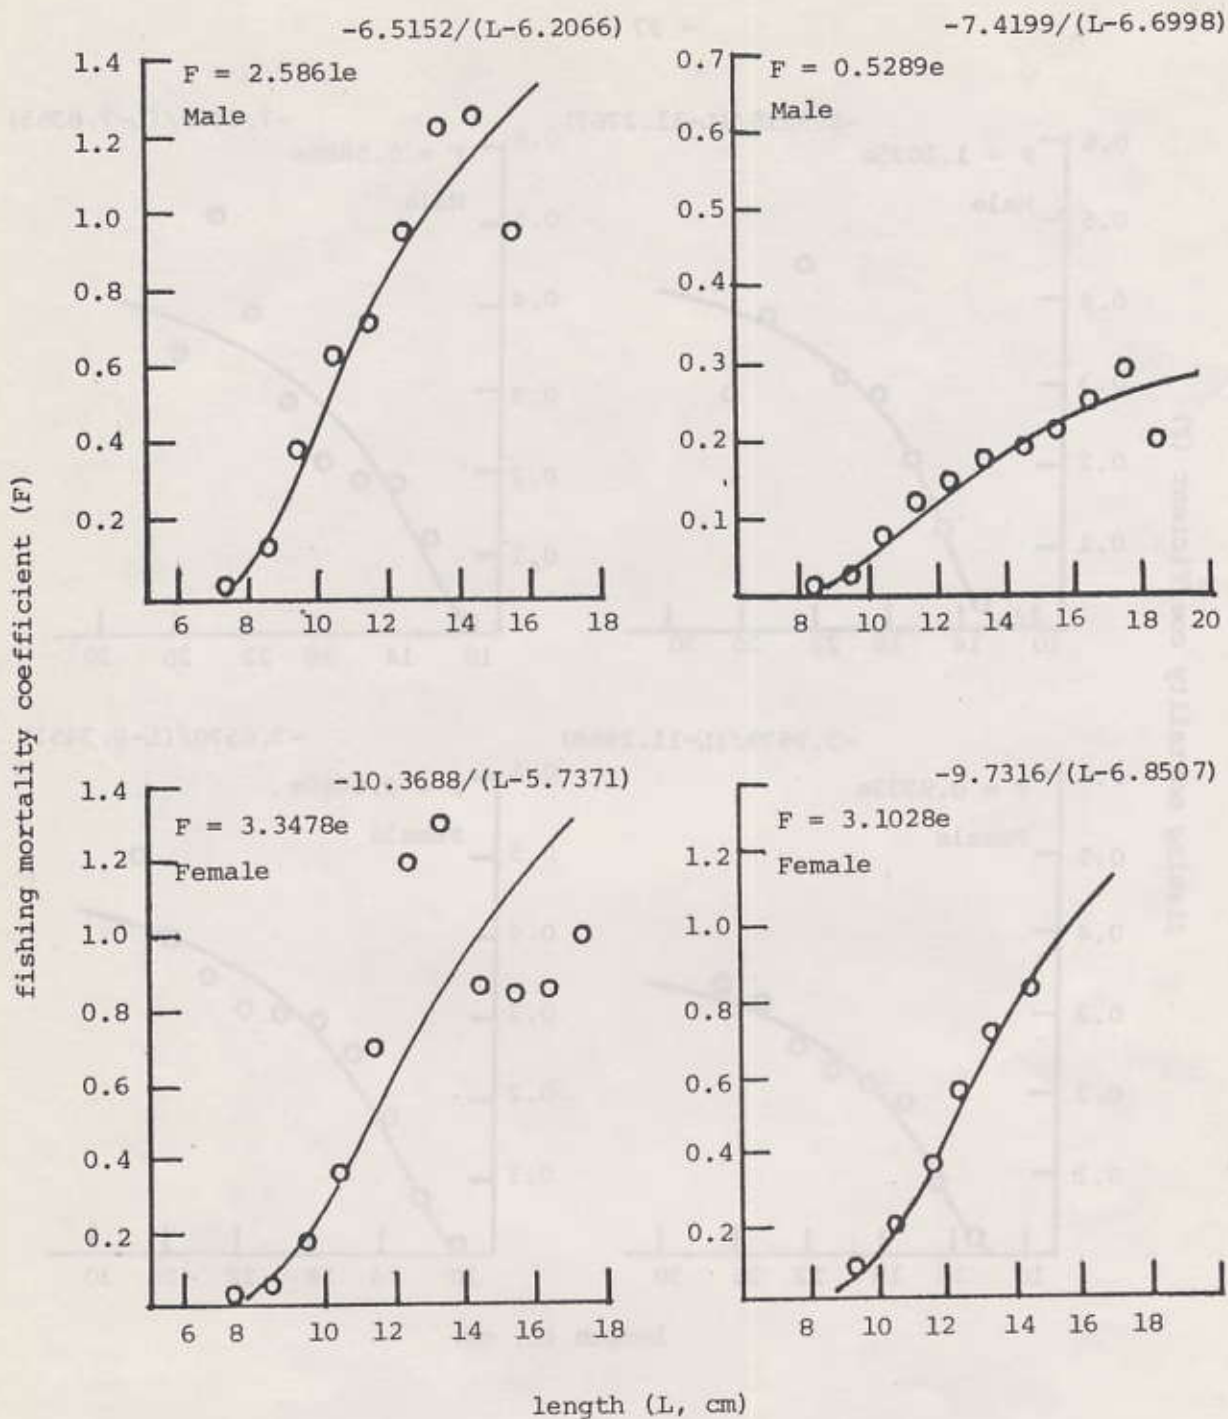 -6.5152/(L-6.2066)
F = 2.5861e
Male
1.4
1.2
1.0
0.8
0.6
0.4
0.2
6 8 10 12 14 16 18
-7.4199/(L-6.6998)
F = 0.5289e
Male
0.7
0.6
0.5
0.4
0.3
0.2
0.1
8 10 12 14 16 18 20
fishing mortality coefficient (F)
-10.3688/(L-5.7371)
F = 3.3478e
Female
1.4
1.2
1.0
0.8
0.6
0.4
0.2
6 8 10 12 14 16 18
-9.7316/(L-6.8507)
F = 3.1028e
Female
1.2
1.0
0.8
0.6
0.4
0.2
8 10 12 14 16 18
length (L, cm)